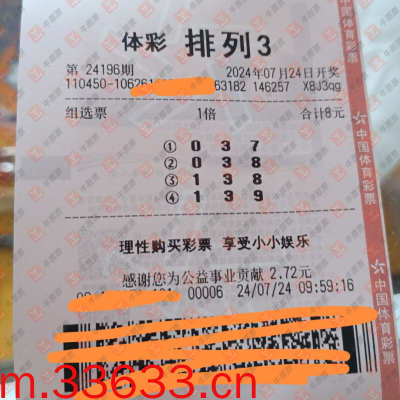 体彩 排列3
第 24196期 2024年07月24日开奖
110450-10626 63182 146257 X8J3qg
组选票 1倍 合计8元
① 0 3 7
② 0 3 8
③ 1 3 8
④ 1 3 9
理性购买彩票 享受小小娱乐
感谢您为公益事业贡献 2.72元
00006 24/07/24 09:59:16
中国体育彩票
中国体育彩票
m.33633.cn